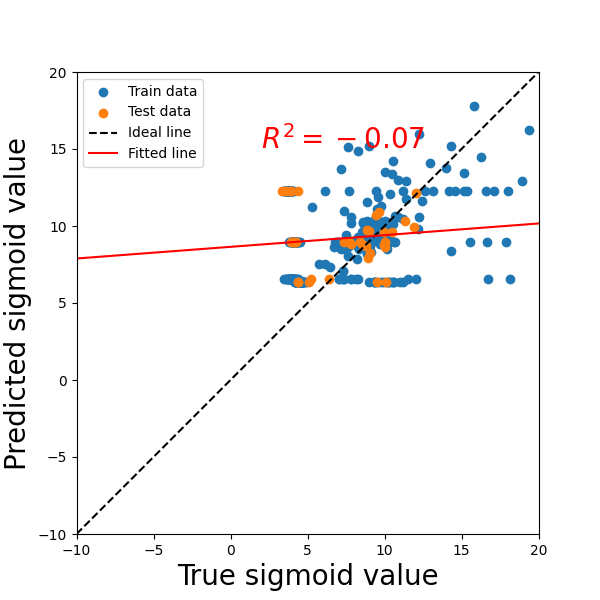 Train data
Test data
Ideal line
Fitted line
R² = −0.07
Predicted sigmoid value
20
15
10
5
0
−5
−10
−10 −5 0 5 10 15 20
True sigmoid value